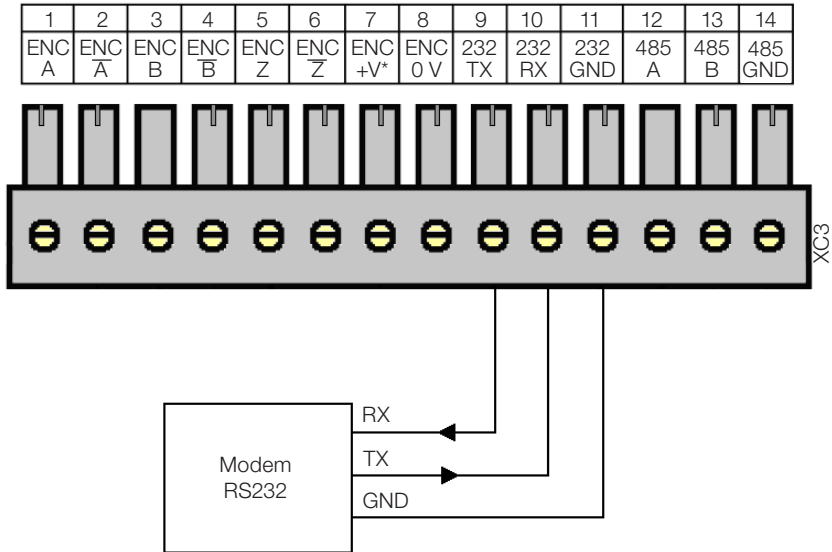 1 2 3 4 5 6 7 8 9 10 11 12 13 14
ENC ENC ENC ENC ENC ENC ENC ENC 232 232 232 485 485 485
A A̅ B B̅ Z Z̅ +V* 0 V TX RX GND A B GND
XC3
RX
TX
Modem
RS232
GND